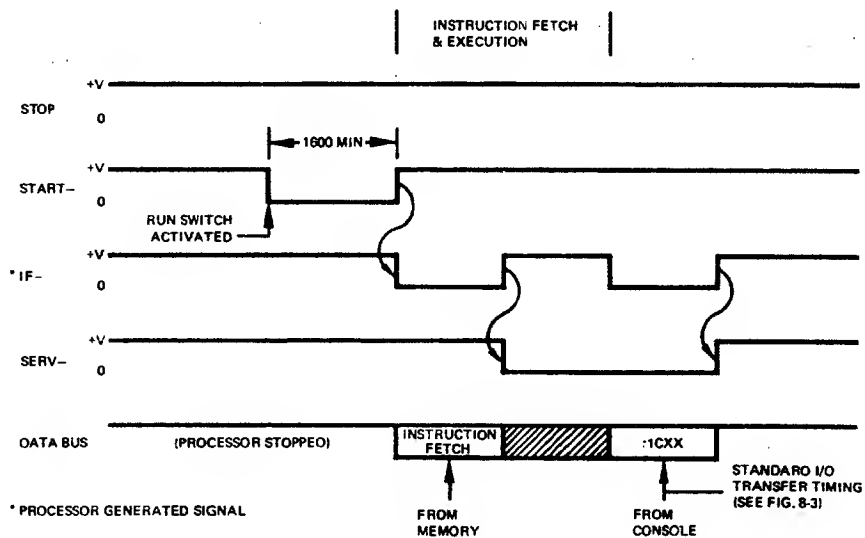 INSTRUCTION FETCH
& EXECUTION
+V
STOP
0
1600 MIN
+V
START–
0
RUN SWITCH
ACTIVATED
+V
* IF–
0
+V
SERV–
0
OATA BUS
(PROCESSOR STOPPED)
INSTRUCTION
FETCH
:1CXX
STANDARO I/O
TRANSFER TIMING
(SEE FIG. 8-3)
* PROCESSOR GENERATED SIGNAL
FROM
MEMORY
FROM
CONSOLE